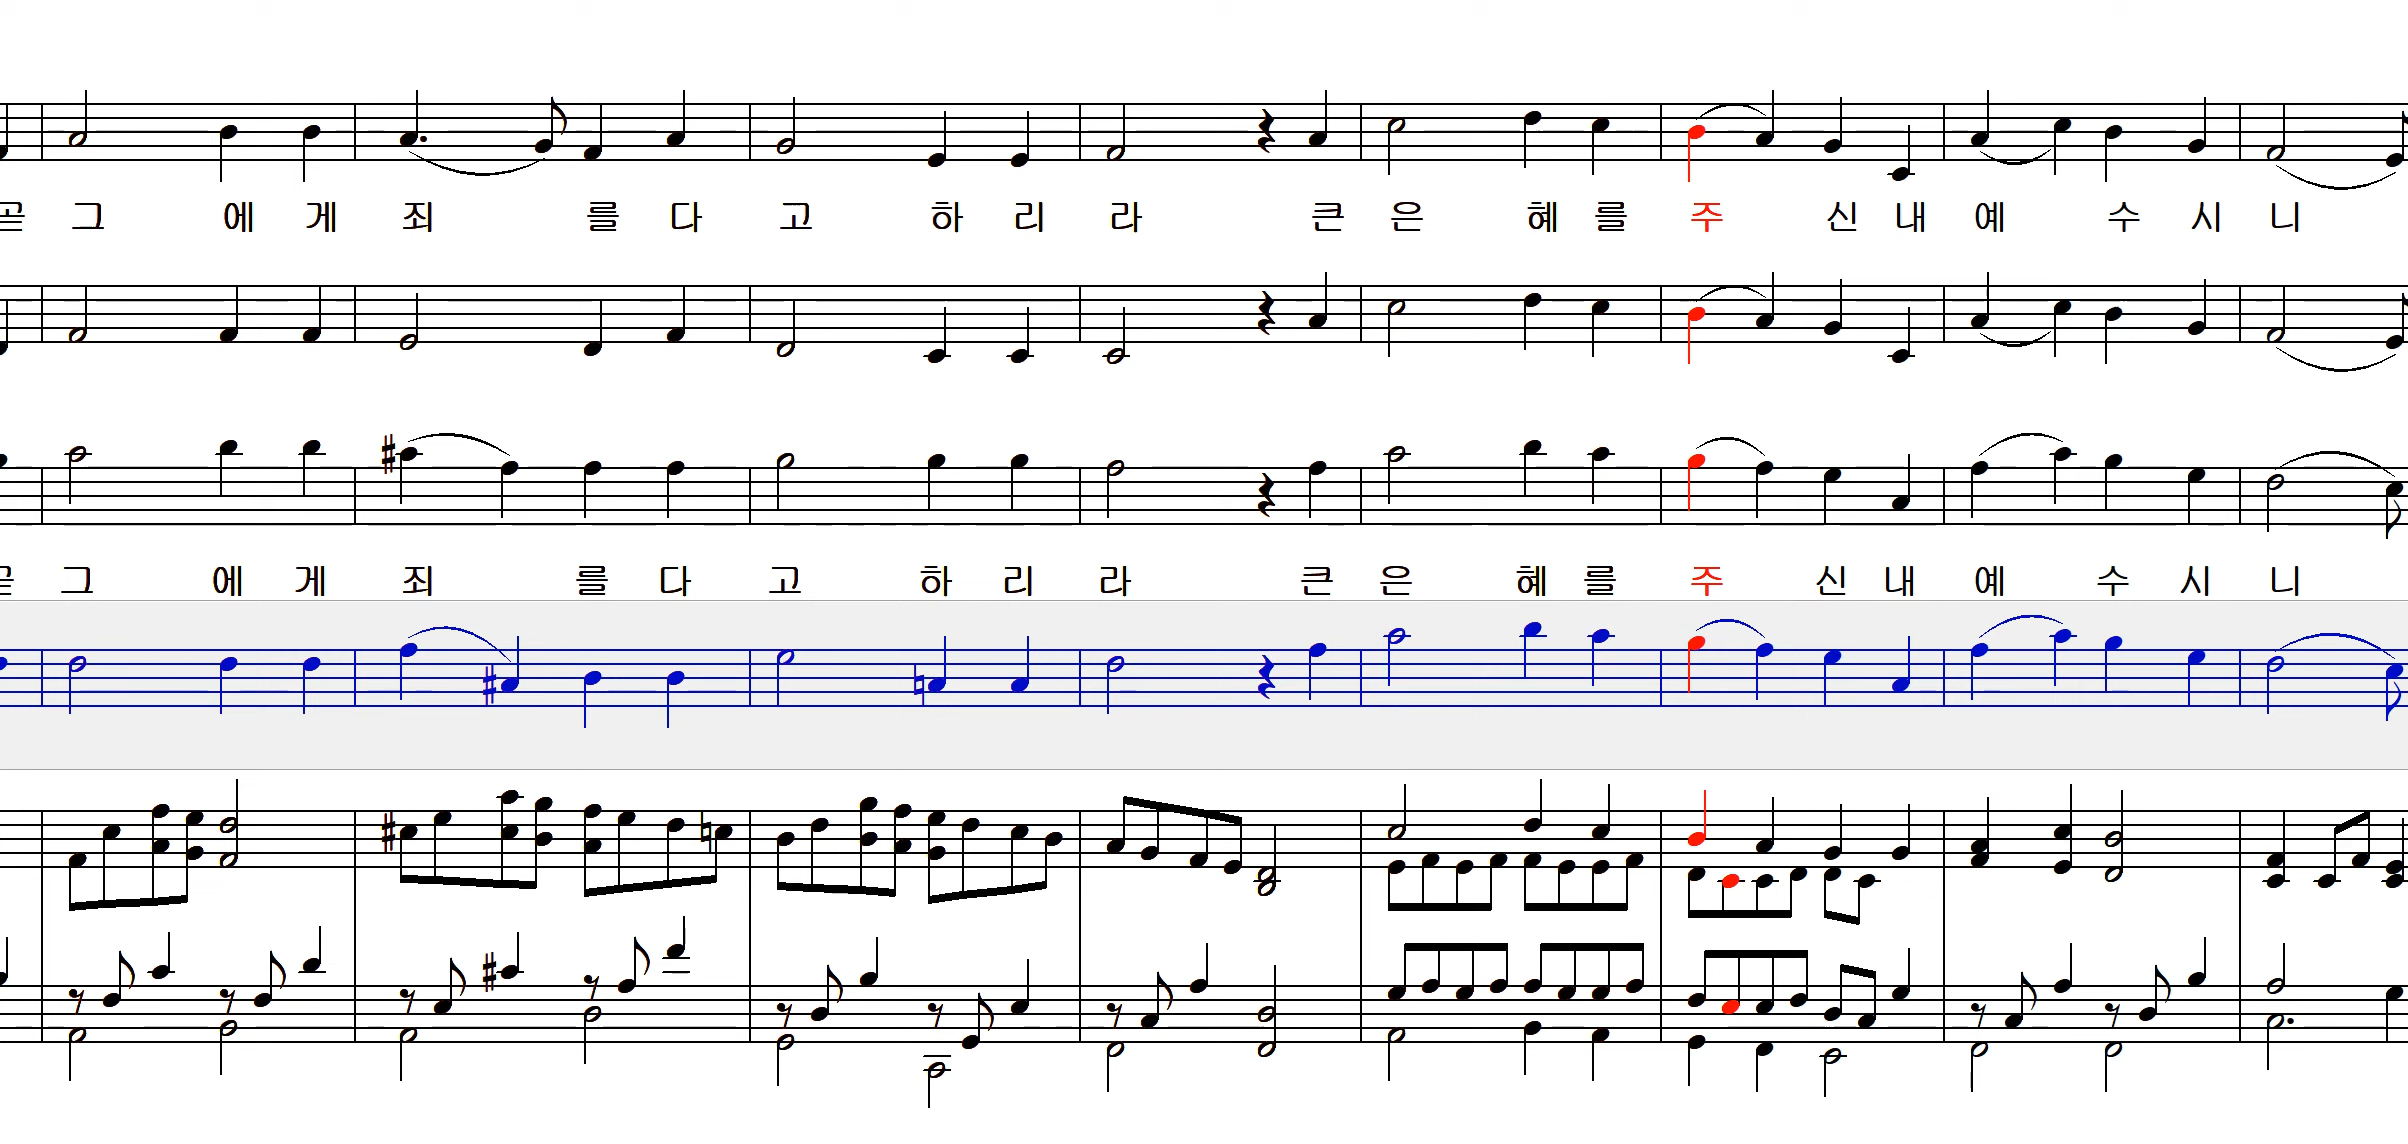 그 에 게 죄 를 다 고 하 리 라 큰 은 혜 를 주 신 내 예 수 시 니
그 에 게 죄 를 다 고 하 리 라 큰 은 혜 를 주 신 내 예 수 시 니